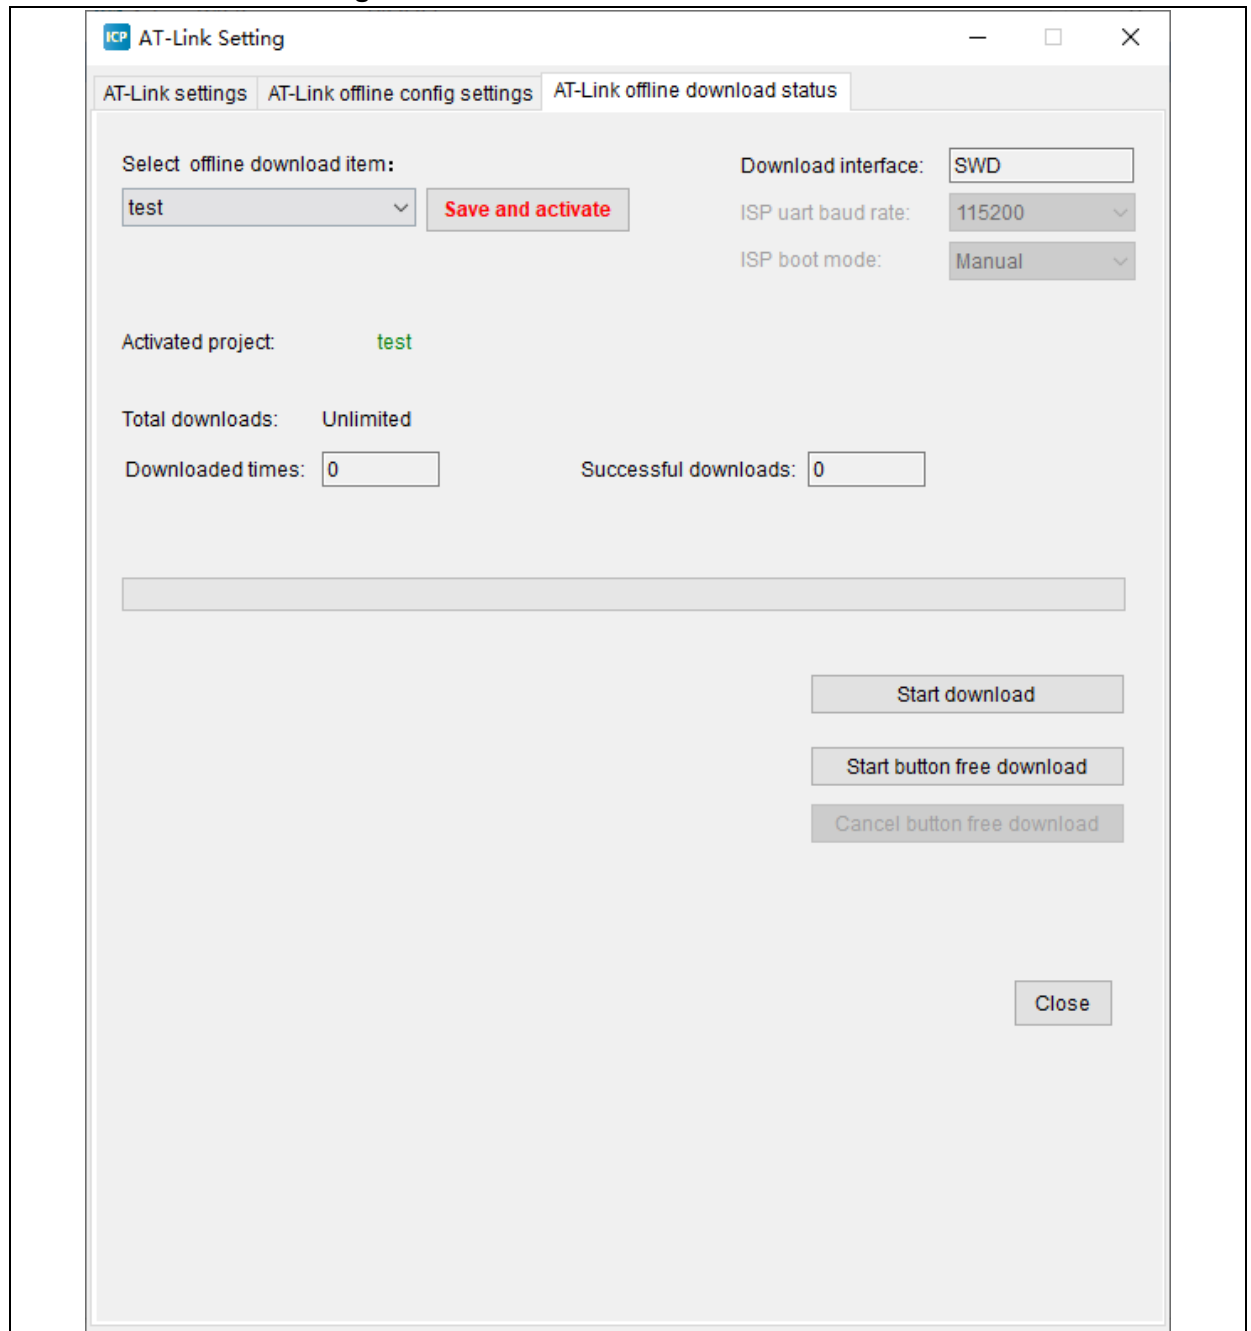 ICP AT-Link Setting
AT-Link settings AT-Link offline config settings AT-Link offline download status
Select offline download item:
Download interface: SWD
test Save and activate
ISP uart baud rate: 115200
ISP boot mode: Manual
Activated project: test
Total downloads: Unlimited
Downloaded times: 0 Successful downloads: 0
Start download
Start button free download
Cancel button free download
Close